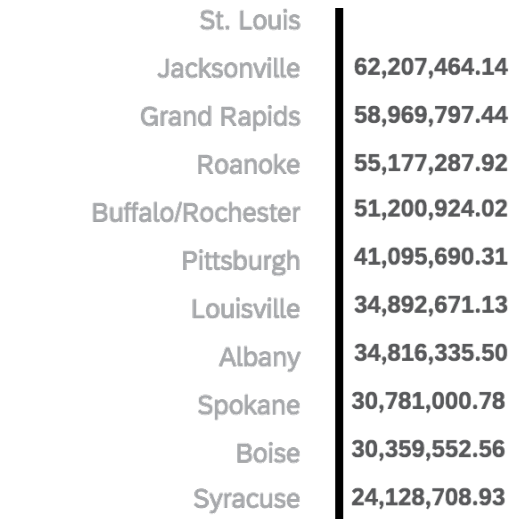 St. Louis
Jacksonville 62,207,464.14
Grand Rapids 58,969,797.44
Roanoke 55,177,287.92
Buffalo/Rochester 51,200,924.02
Pittsburgh 41,095,690.31
Louisville 34,892,671.13
Albany 34,816,335.50
Spokane 30,781,000.78
Boise 30,359,552.56
Syracuse 24,128,708.93